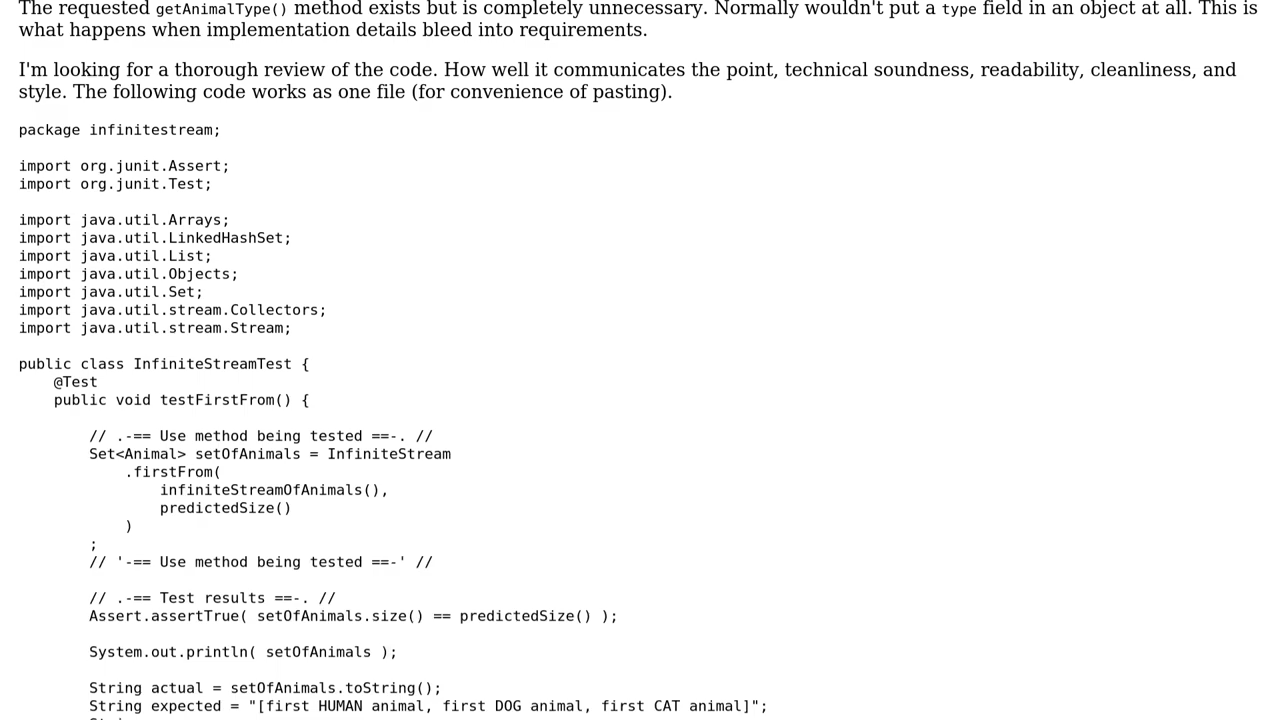 The requested getAnimalType() method exists but is completely unnecessary. Normally wouldn't put a type field in an object at all. This is
what happens when implementation details bleed into requirements.
I'm looking for a thorough review of the code. How well it communicates the point, technical soundness, readability, cleanliness, and
style. The following code works as one file (for convenience of pasting).
package infinitestream;
import org.junit.Assert;
import org.junit.Test;
import java.util.Arrays;
import java.util.LinkedHashSet;
import java.util.List;
import java.util.Objects;
import java.util.Set;
import java.util.stream.Collectors;
import java.util.stream.Stream;
public class InfiniteStreamTest {
    @Test
    public void testFirstFrom() {
        // .-== Use method being tested ==-. //
        Set<Animal> setOfAnimals = InfiniteStream
            .firstFrom(
                infiniteStreamOfAnimals(),
                predictedSize()
            )
        ;
        // '-== Use method being tested ==-' //
        // .-== Test results ==-. //
        Assert.assertTrue( setOfAnimals.size() == predictedSize() );
        System.out.println( setOfAnimals );
        String actual = setOfAnimals.toString();
        String expected = "[first HUMAN animal, first DOG animal, first CAT animal]";